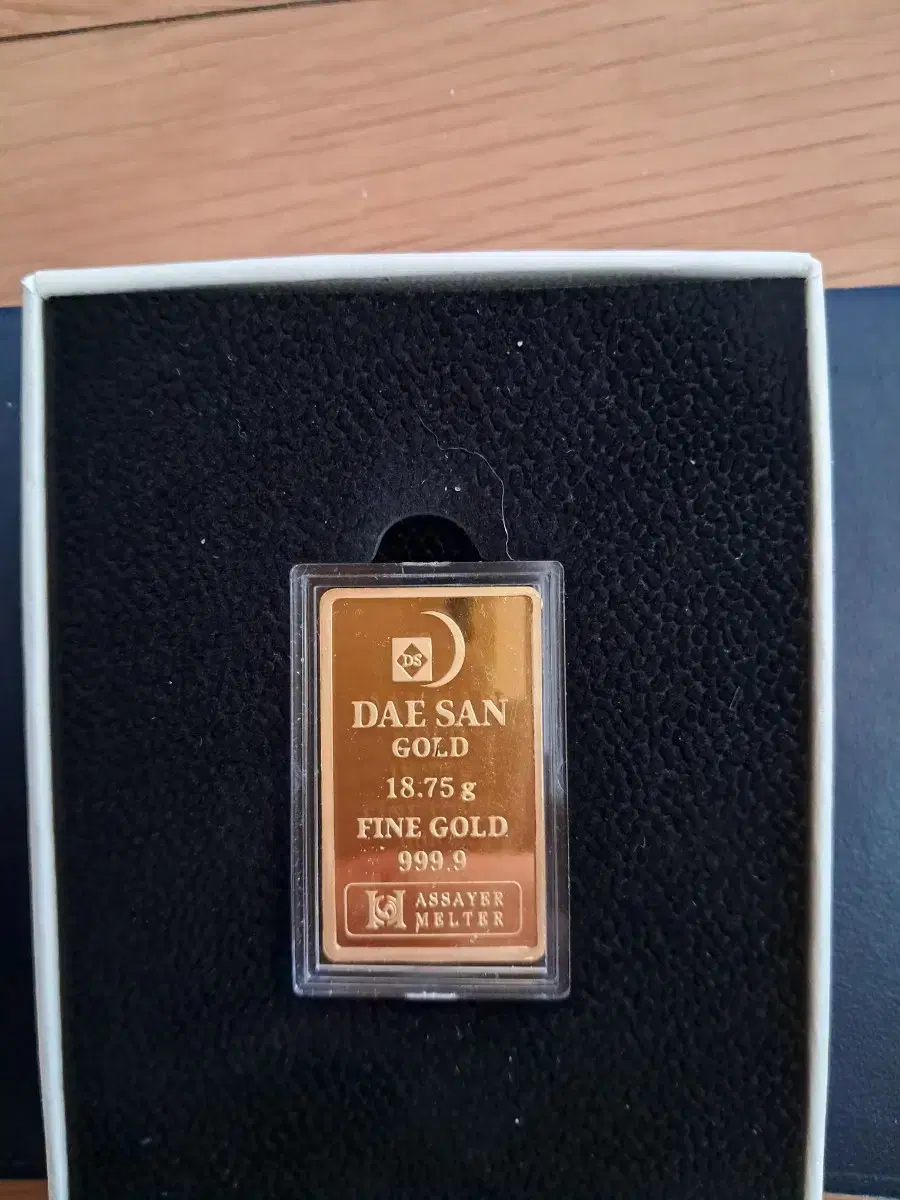 DS
DAE SAN
GOLD
18.75 g
FINE GOLD
999.9
ASSAYER
MELTER